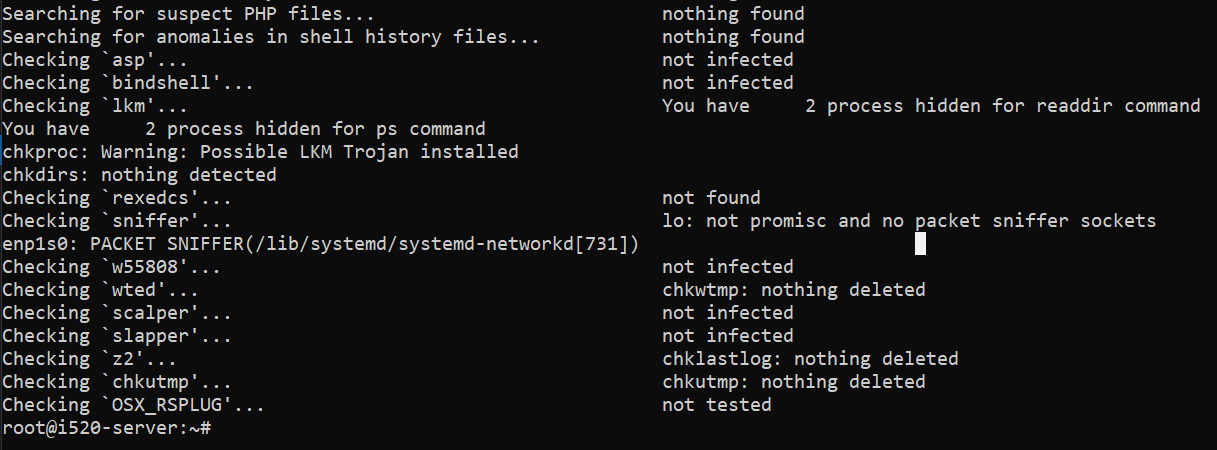 Searching for suspect PHP files... nothing found
Searching for anomalies in shell history files... nothing found
Checking `asp'... not infected
Checking `bindshell'... not infected
Checking `lkm'... You have     2 process hidden for readdir command
You have     2 process hidden for ps command
chkproc: Warning: Possible LKM Trojan installed
chkdirs: nothing detected
Checking `rexedcs'... not found
Checking `sniffer'... lo: not promisc and no packet sniffer sockets
enp1s0: PACKET SNIFFER(/lib/systemd/systemd-networkd[731])
Checking `w55808'... not infected
Checking `wted'... chkwtmp: nothing deleted
Checking `scalper'... not infected
Checking `slapper'... not infected
Checking `z2'... chklastlog: nothing deleted
Checking `chkutmp'... chkutmp: nothing deleted
Checking `OSX_RSPLUG'... not tested
root@i520-server:~#